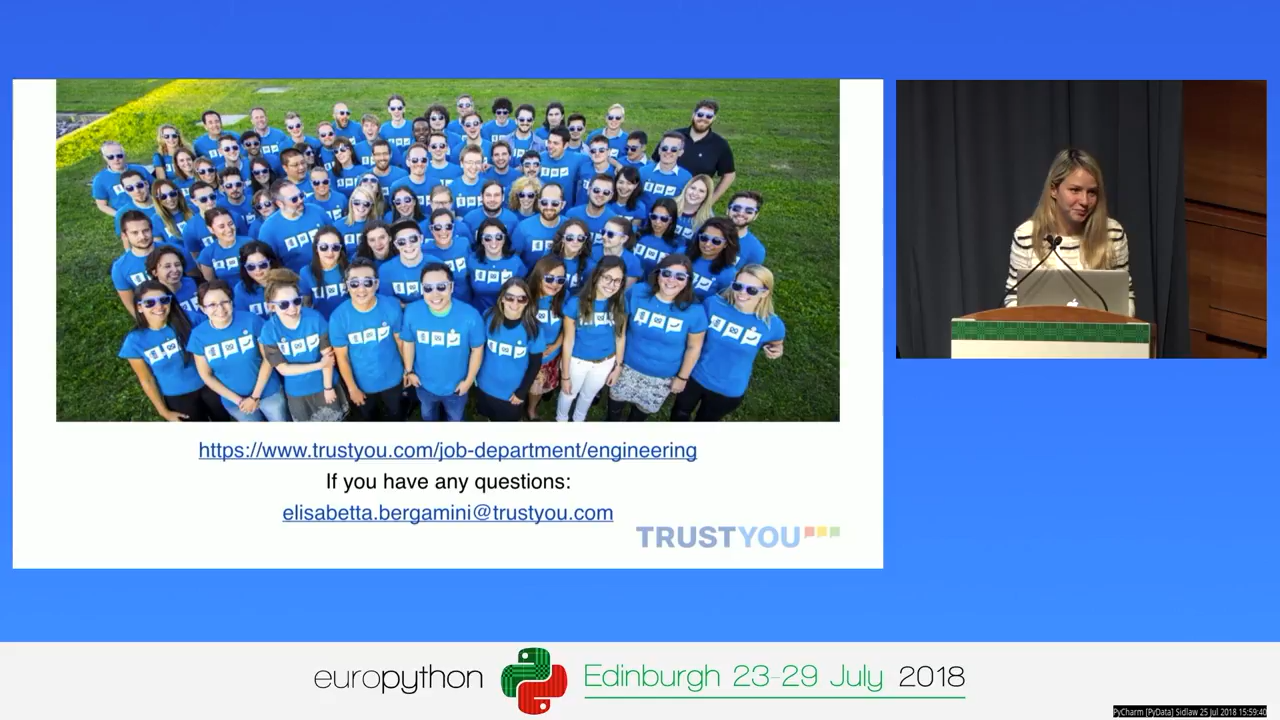 https://www.trustyou.com/job-department/engineering
If you have any questions:
elisabetta.bergamini@trustyou.com
TRUSTYOU
europython
Edinburgh 23-29 July 2018
PyCharm [PyData] Sidlaw 25 Jul 2018 15:59:40